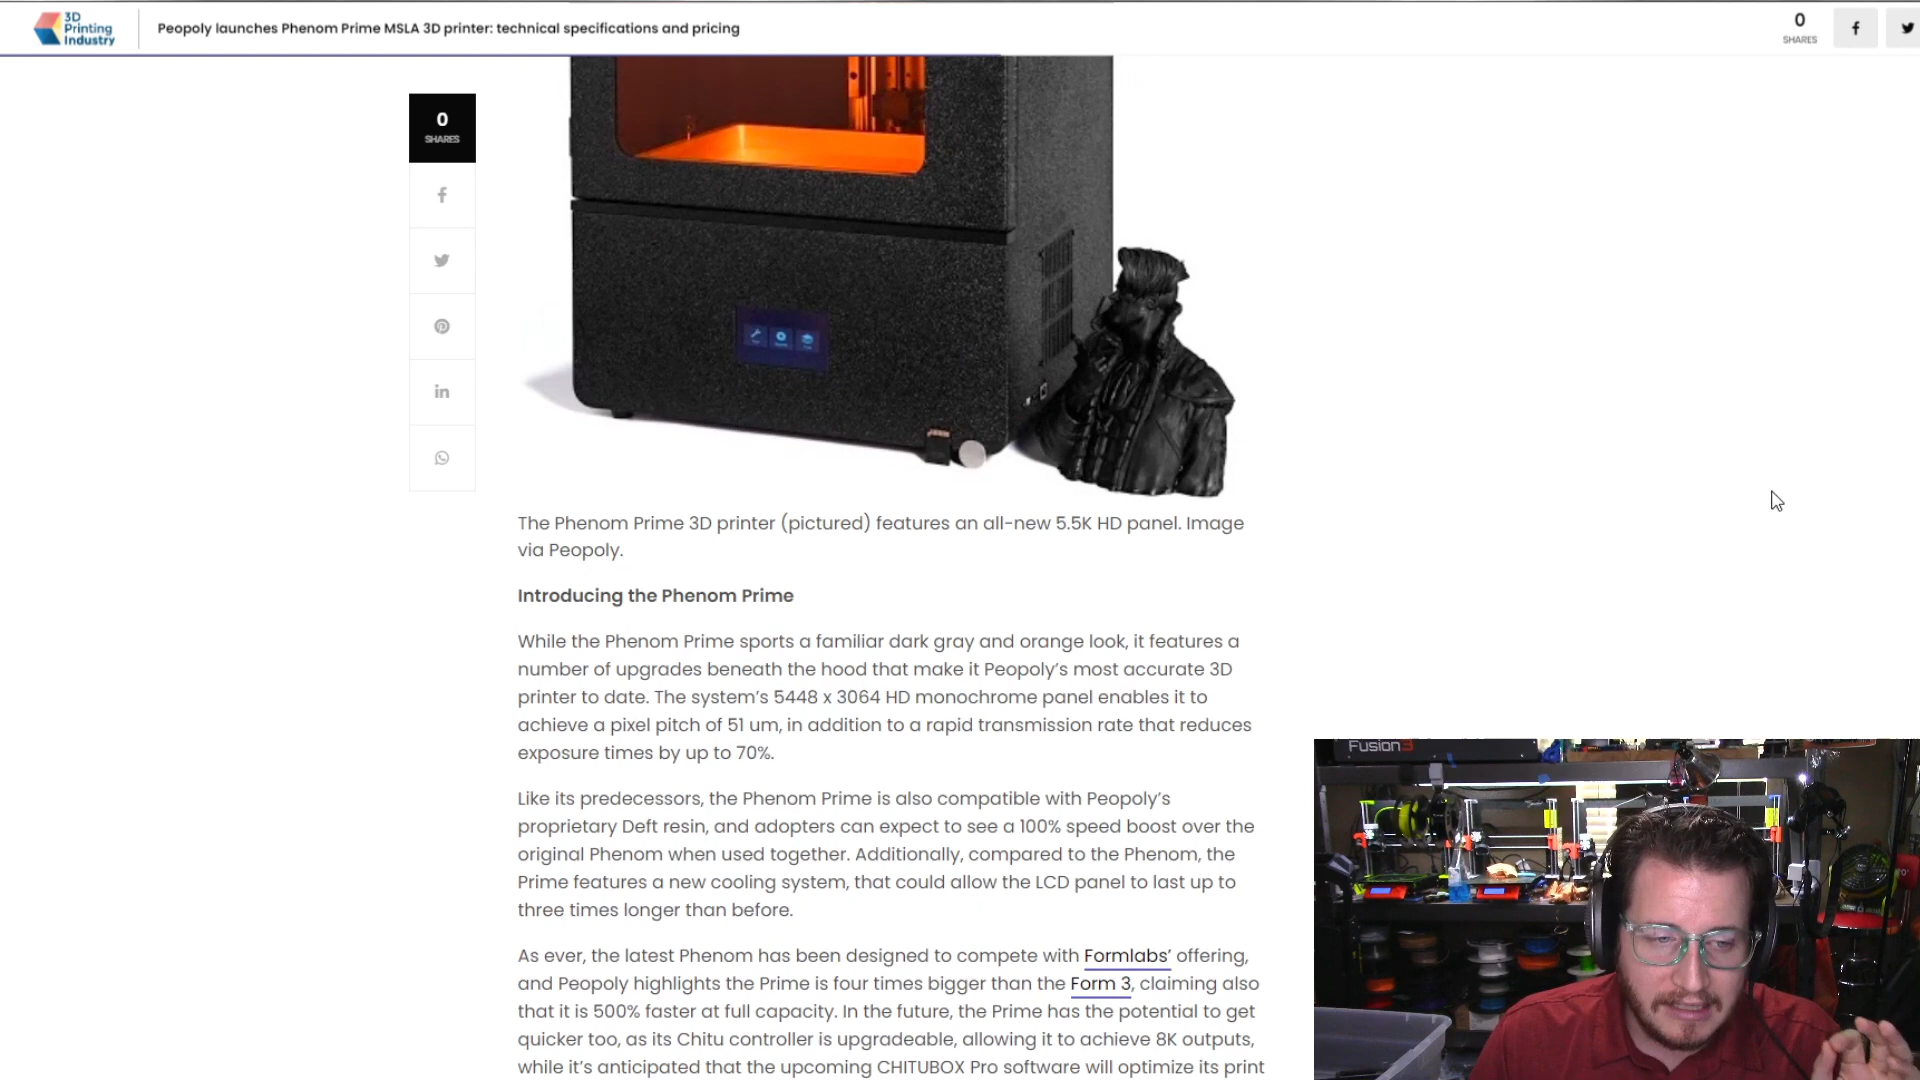 3D
Printing
Industry
Peopoly launches Phenom Prime MSLA 3D printer: technical specifications and pricing
0
SHARES
0
SHARES
The Phenom Prime 3D printer (pictured) features an all-new 5.5K HD panel. Image
via Peopoly.
Introducing the Phenom Prime
While the Phenom Prime sports a familiar dark gray and orange look, it features a
number of upgrades beneath the hood that make it Peopoly’s most accurate 3D
printer to date. The system’s 5448 x 3064 HD monochrome panel enables it to
achieve a pixel pitch of 51 um, in addition to a rapid transmission rate that reduces
exposure times by up to 70%.
Like its predecessors, the Phenom Prime is also compatible with Peopoly’s
proprietary Deft resin, and adopters can expect to see a 100% speed boost over the
original Phenom when used together. Additionally, compared to the Phenom, the
Prime features a new cooling system, that could allow the LCD panel to last up to
three times longer than before.
As ever, the latest Phenom has been designed to compete with Formlabs’ offering,
and Peopoly highlights the Prime is four times bigger than the Form 3, claiming also
that it is 500% faster at full capacity. In the future, the Prime has the potential to get
quicker too, as its Chitu controller is upgradeable, allowing it to achieve 8K outputs,
while it’s anticipated that the upcoming CHITUBOX Pro software will optimize its print
Fusion3